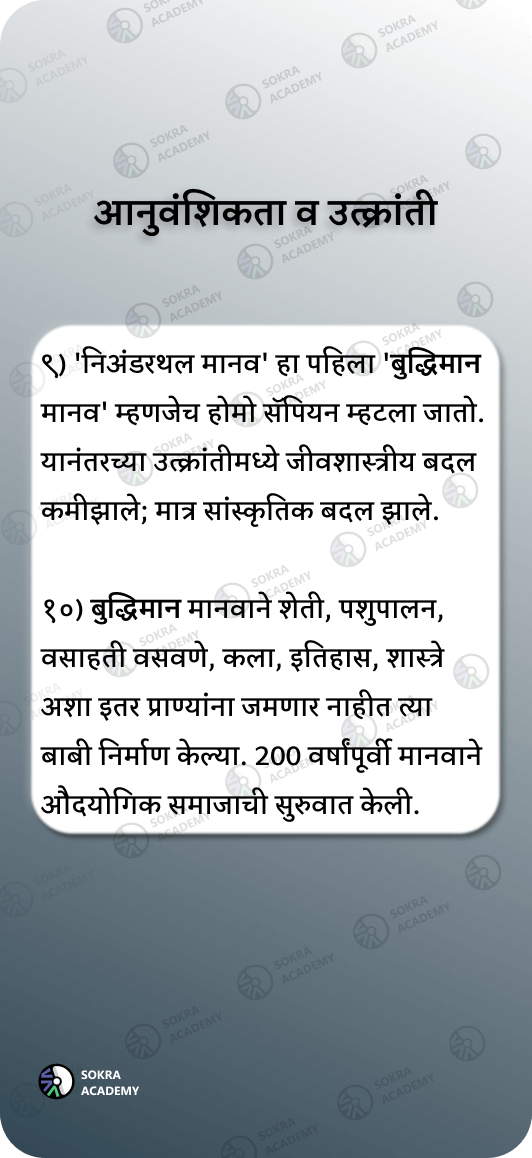 आनुवंशिकता व उत्क्रांती
९) 'निअंडरथल मानव' हा पहिला 'बुद्धिमान
मानव' म्हणजेच होमो सॅपियन म्हटला जातो.
यानंतरच्या उत्क्रांतीमध्ये जीवशास्त्रीय बदल
कमीझाले; मात्र सांस्कृतिक बदल झाले.
१०) बुद्धिमान मानवाने शेती, पशुपालन,
वसाहती वसवणे, कला, इतिहास, शास्त्रे
अशा इतर प्राण्यांना जमणार नाहीत त्या
बाबी निर्माण केल्या. 200 वर्षांपूर्वी मानवाने
औदयोगिक समाजाची सुरुवात केली.
SOKRA
ACADEMY